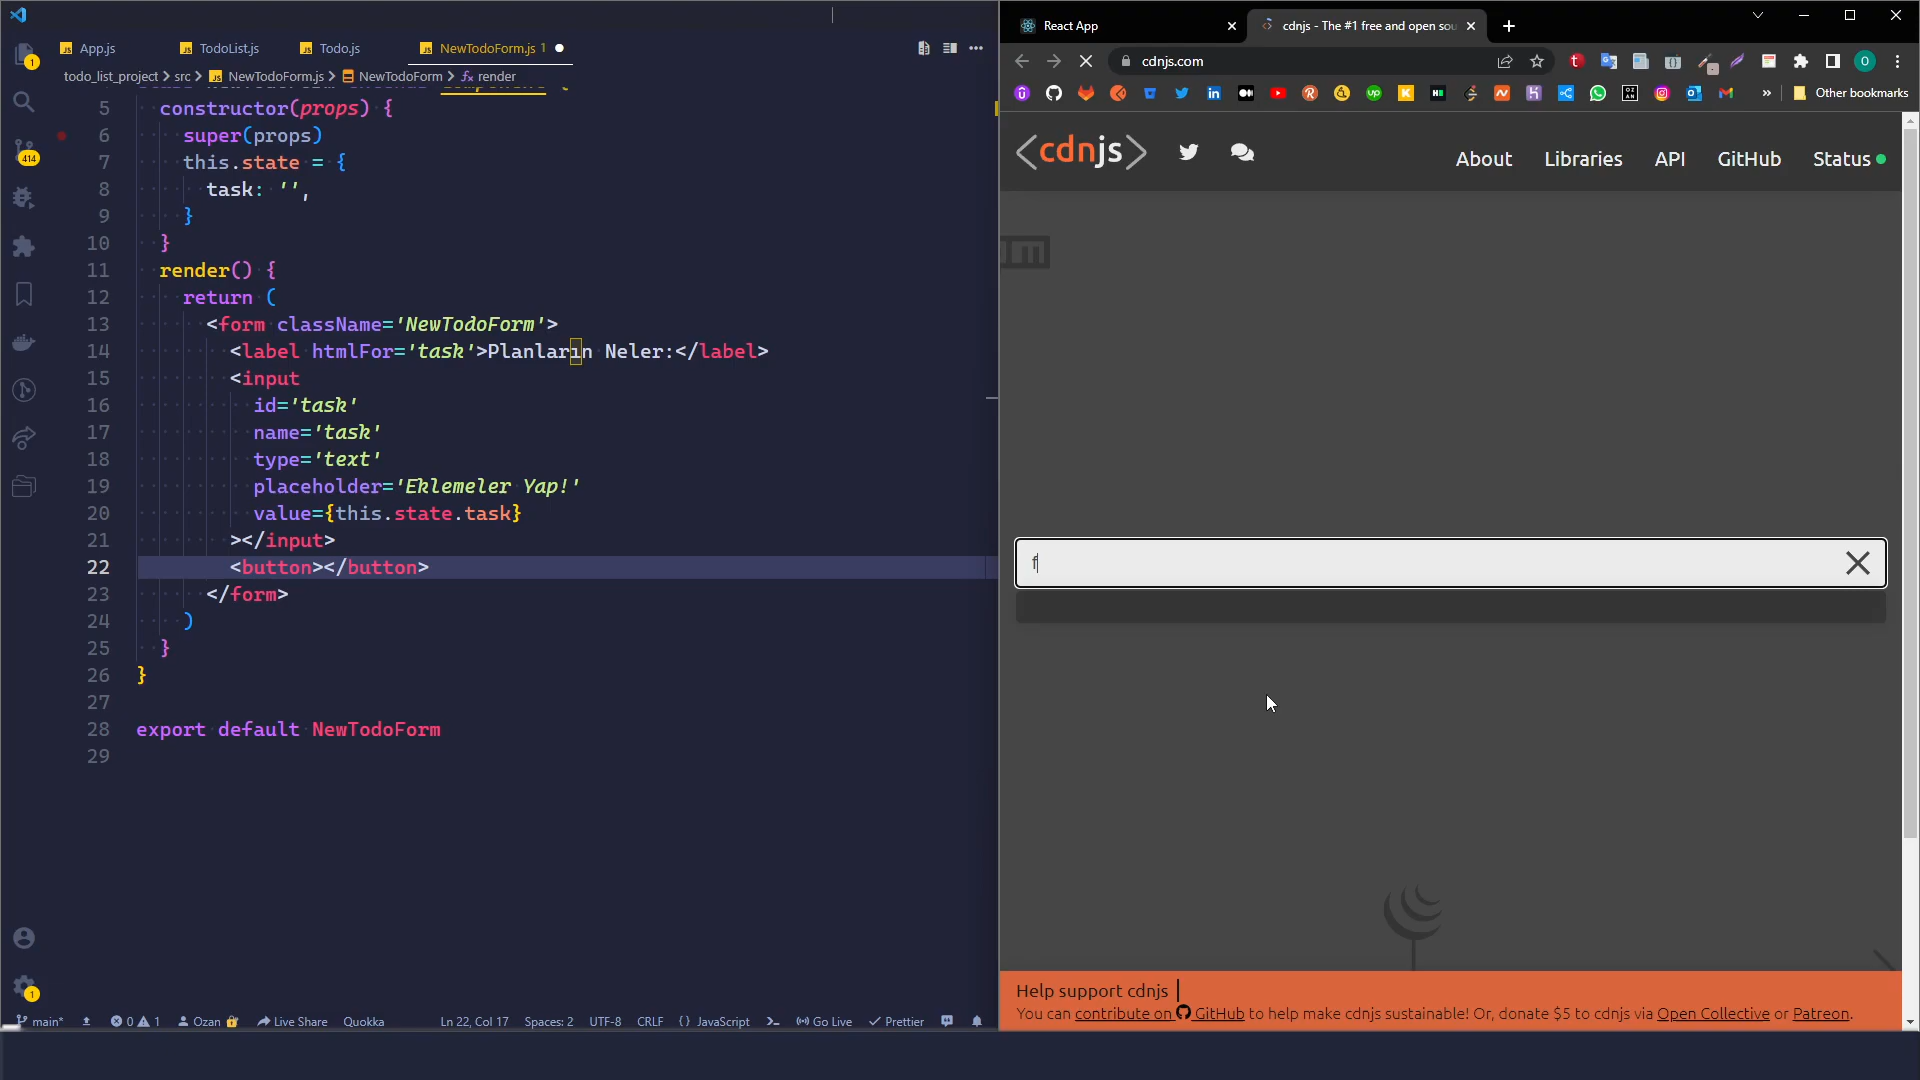 App.js
TodoList.js
Todo.js
NewTodoForm.js 1
todo_list_project > src > NewTodoForm.js > NewTodoForm > render
5 constructor(props) {
6 super(props)
7 this.state = {
8 task: '',
9 }
10 }
11 render() {
12 return (
13 <form className='NewTodoForm'>
14 <label htmlFor='task'>Planların Neler:</label>
15 <input
16 id='task'
17 name='task'
18 type='text'
19 placeholder='Eklemeler Yap!'
20 value={this.state.task}
21 ></input>
22 <button></button>
23 </form>
24 )
25 }
26 }
27
28 export default NewTodoForm
29
1
414
1
main*
0 1
Ozan
Live Share
Quokka
Ln 22, Col 17
Spaces: 2
UTF-8
CRLF
{ } JavaScript
Go Live
Prettier
React App
cdnjs - The #1 free and open sou
cdnjs.com
O
Other bookmarks
<cdnjs>
About
Libraries
API
GitHub
Status
f
Help support cdnjs
You can contribute on GitHub to help make cdnjs sustainable! Or, donate $5 to cdnjs via Open Collective or Patreon.